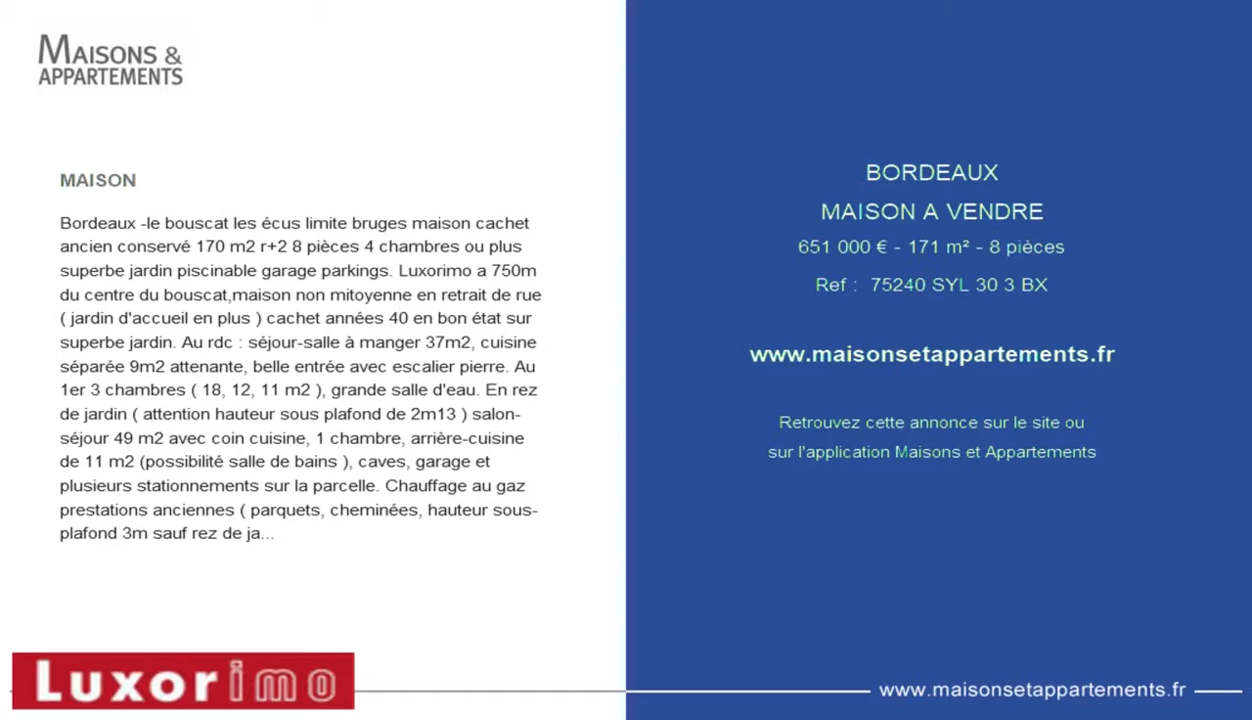 MAISONS &
APPARTEMENTS
MAISON
Bordeaux -le bouscat les écus limite bruges maison cachet
ancien conservé 170 m2 r+2 8 pièces 4 chambres ou plus
superbe jardin piscinable garage parkings. Luxorimo a 750m
du centre du bouscat,maison non mitoyenne en retrait de rue
( jardin d'accueil en plus ) cachet années 40 en bon état sur
superbe jardin. Au rdc : séjour-salle à manger 37m2, cuisine
séparée 9m2 attenante, belle entrée avec escalier pierre. Au
1er 3 chambres ( 18, 12, 11 m2 ), grande salle d'eau. En rez
de jardin ( attention hauteur sous plafond de 2m13 ) salon-
séjour 49 m2 avec coin cuisine, 1 chambre, arrière-cuisine
de 11 m2 (possibilité salle de bains ), caves, garage et
plusieurs stationnements sur la parcelle. Chauffage au gaz
prestations anciennes ( parquets, cheminées, hauteur sous-
plafond 3m sauf rez de ja...
Luxorimo
BORDEAUX
MAISON A VENDRE
651 000 € - 171 m² - 8 pièces
Ref : 75240 SYL 30 3 BX
www.maisonsetappartements.fr
Retrouvez cette annonce sur le site ou
sur l'application Maisons et Appartements
www.maisonsetappartements.fr